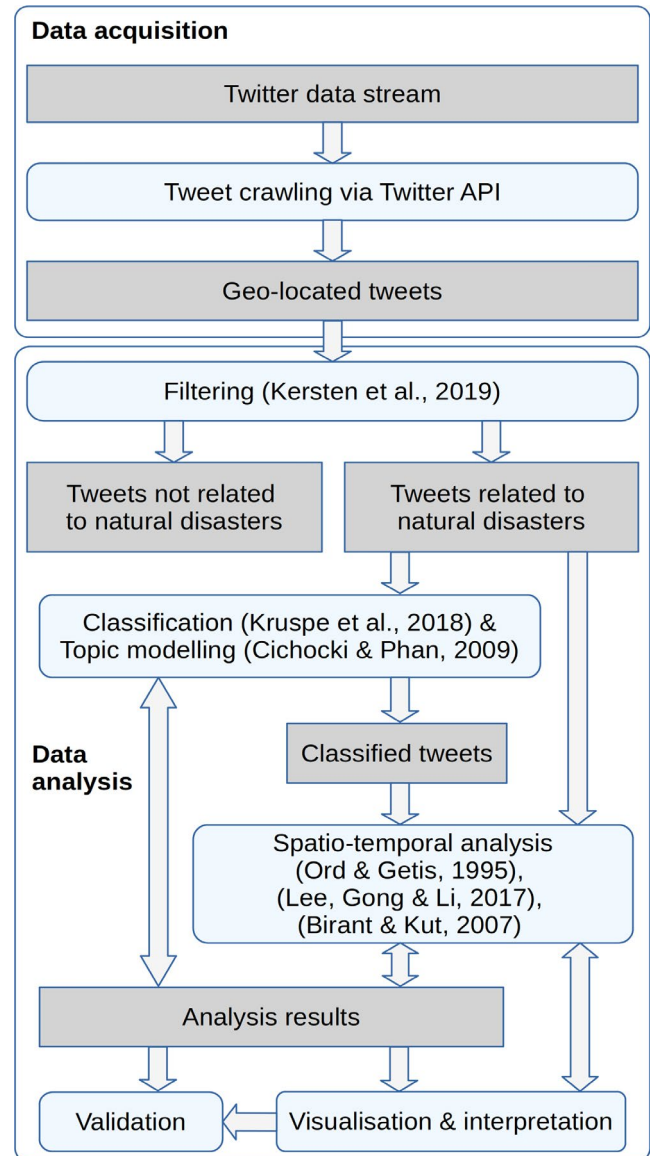 Data acquisition
Twitter data stream
Tweet crawling via Twitter API
Geo-located tweets
Filtering (Kersten et al., 2019)
Tweets not related
to natural disasters
Tweets related to
natural disasters
Classification (Kruspe et al., 2018) &
Topic modelling (Cichocki & Phan, 2009)
Data
analysis
Classified tweets
Spatio-temporal analysis
(Ord & Getis, 1995),
(Lee, Gong & Li, 2017),
(Birant & Kut, 2007)
Analysis results
Validation
Visualisation & interpretation